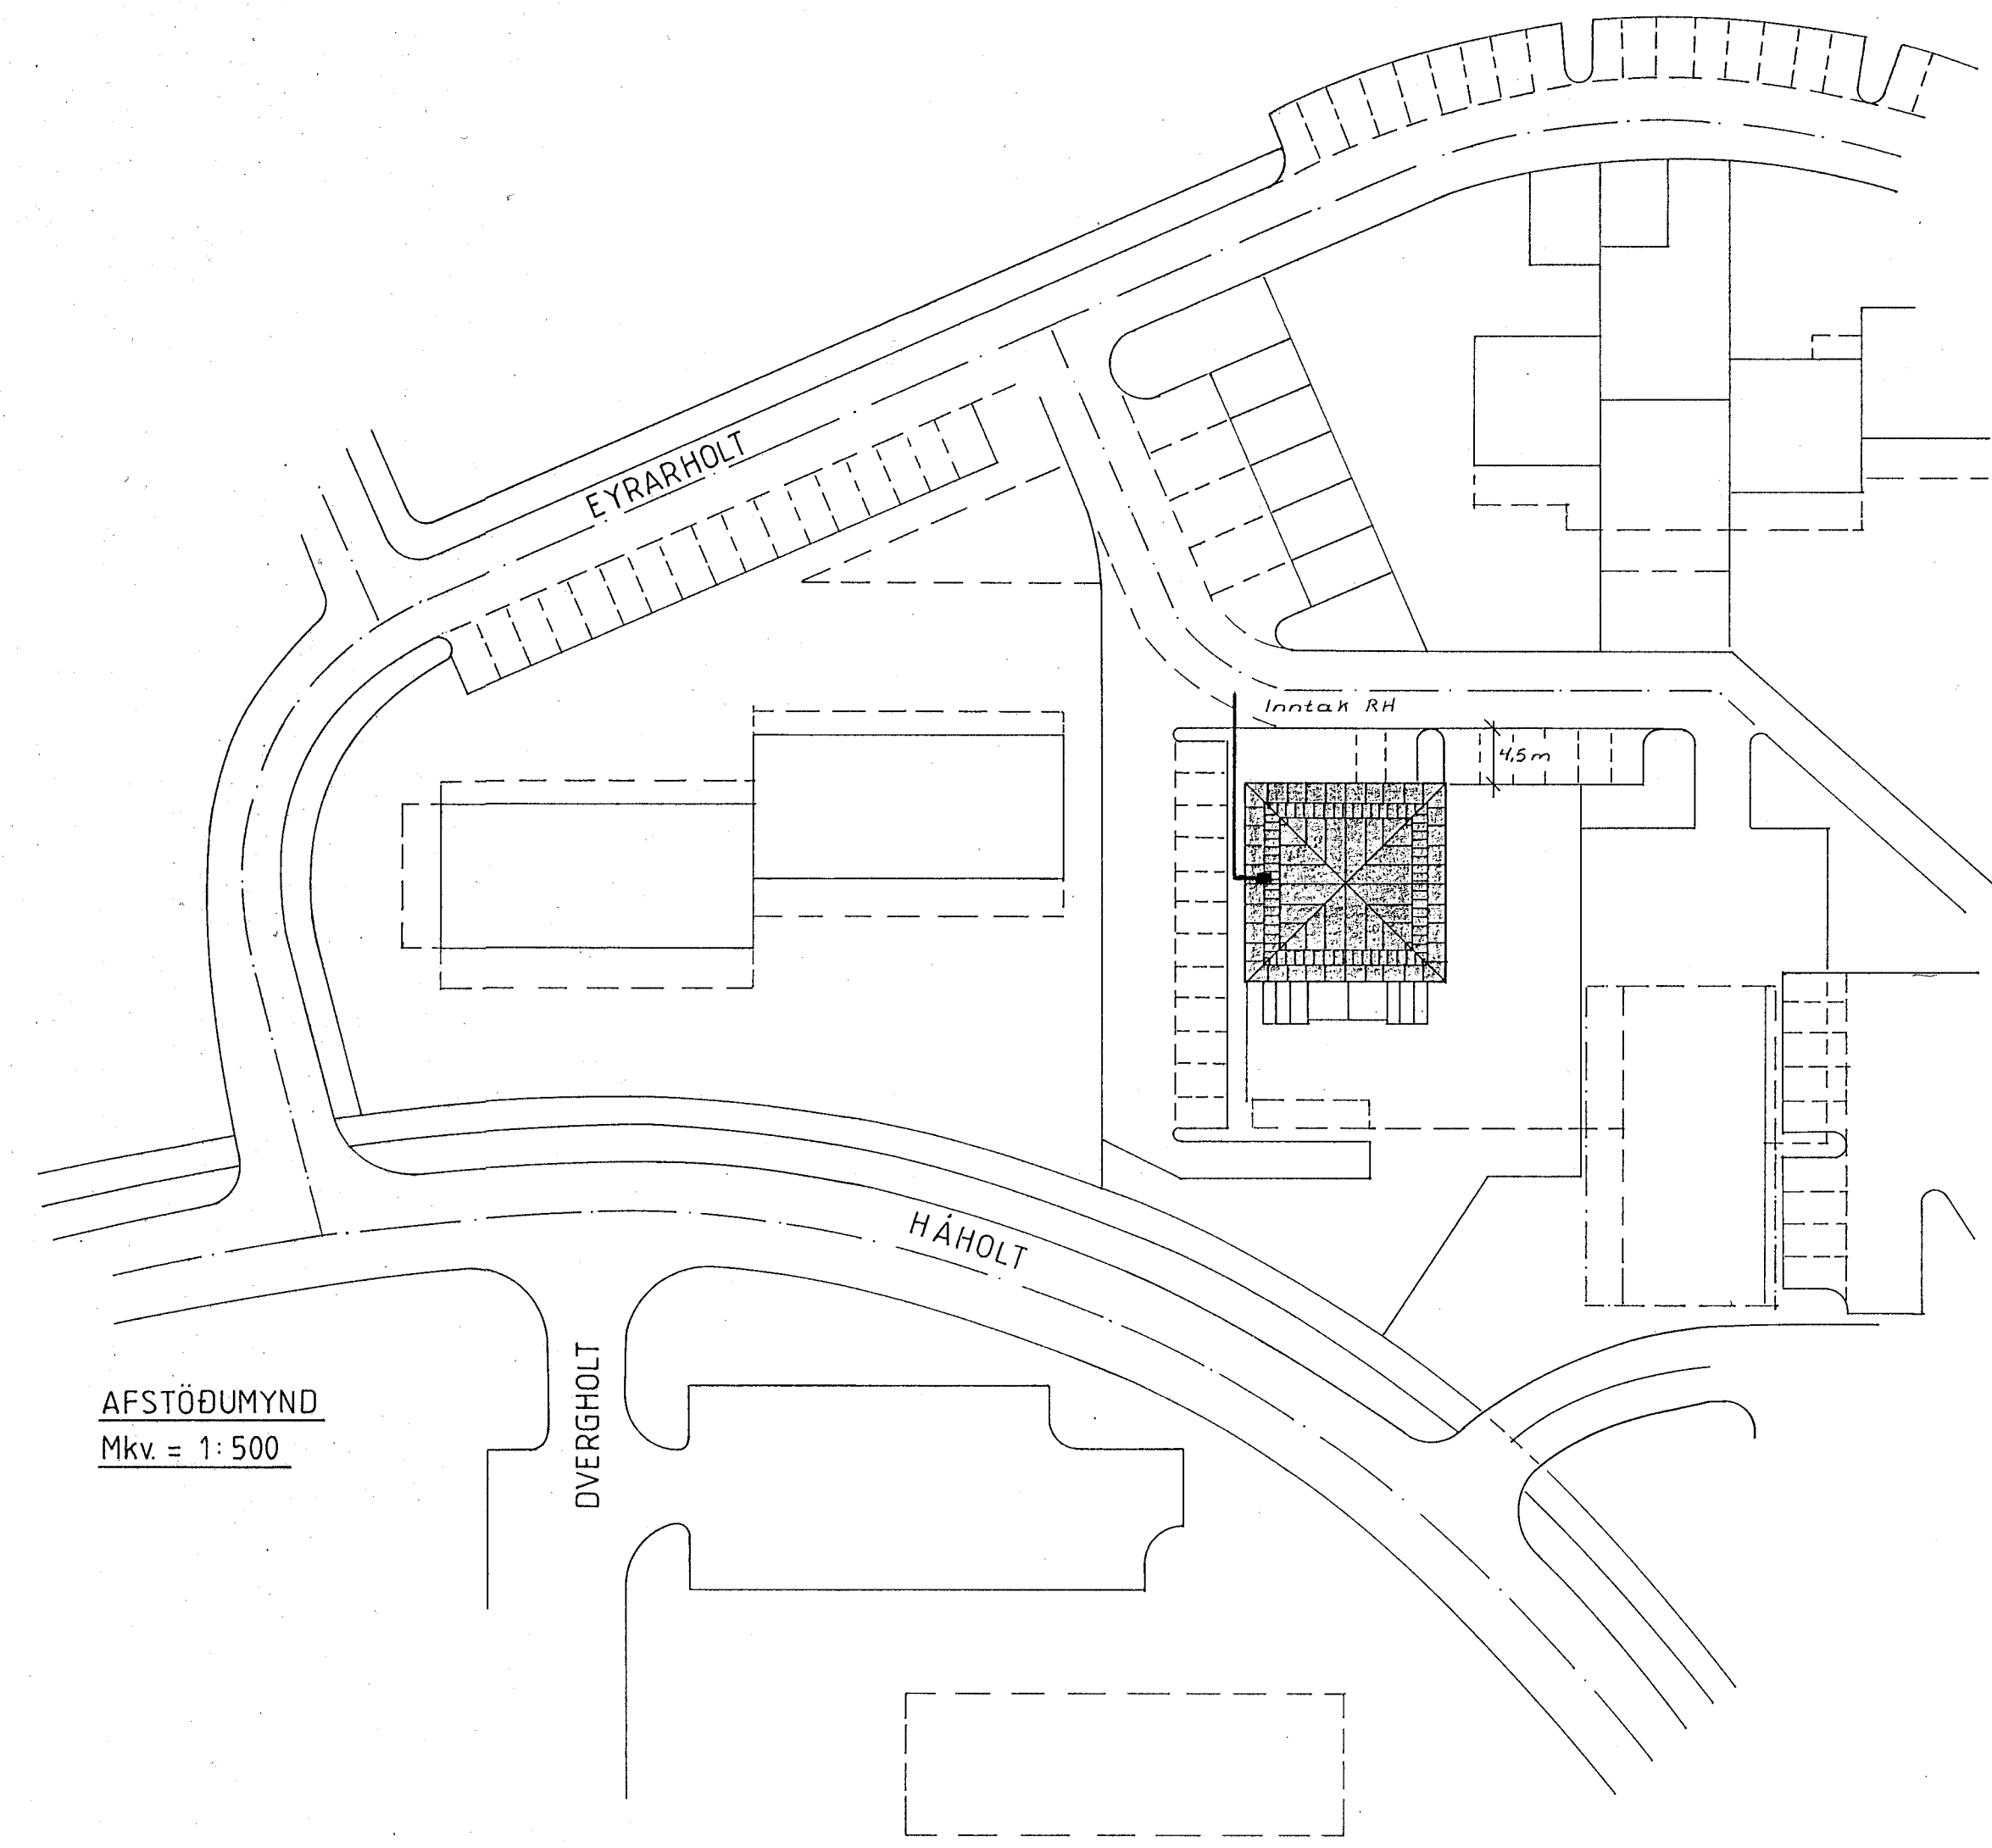 EYRARHOLT
Inntak RH
4,5m
HÁHOLT
DVERGHOLT
AFSTÖÐUMYND
Mkv. = 1:500